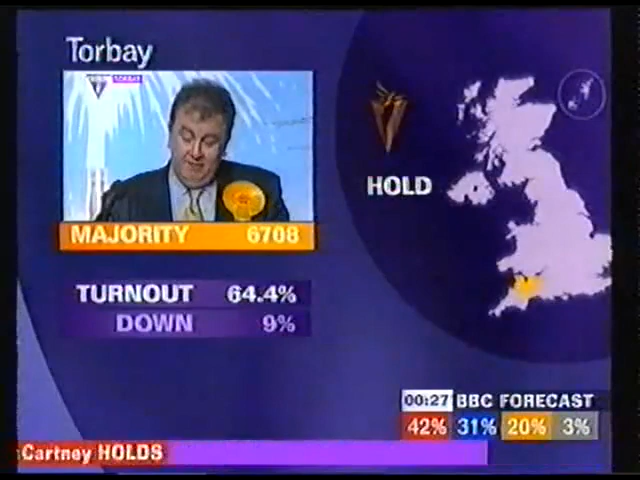 Torbay
TORBAY
HOLD
MAJORITY 6708
TURNOUT 64.4%
DOWN 9%
00:27 BBC FORECAST
42% 31% 20% 3%
Cartney HOLDS